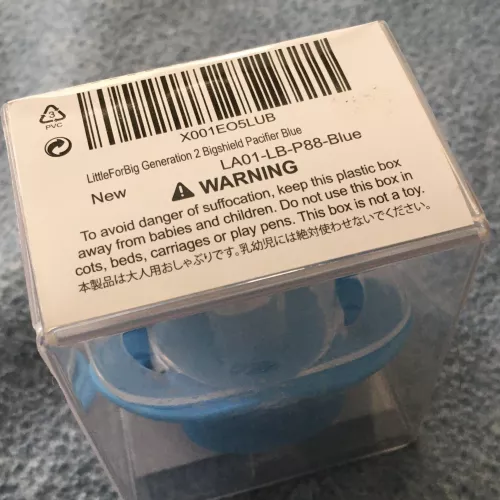 X001EO5LUB
LittleForBig Generation 2 Bigshield Pacifier Blue
New
LA01-LB-P88-Blue
3
PVC
WARNING
To avoid danger of suffocation, keep this plastic box
away from babies and children. Do not use this box in
cots, beds, carriages or play pens. This box is not a toy.
本製品は大人用おしゃぶりです。乳幼児には絶対使わせないでください。